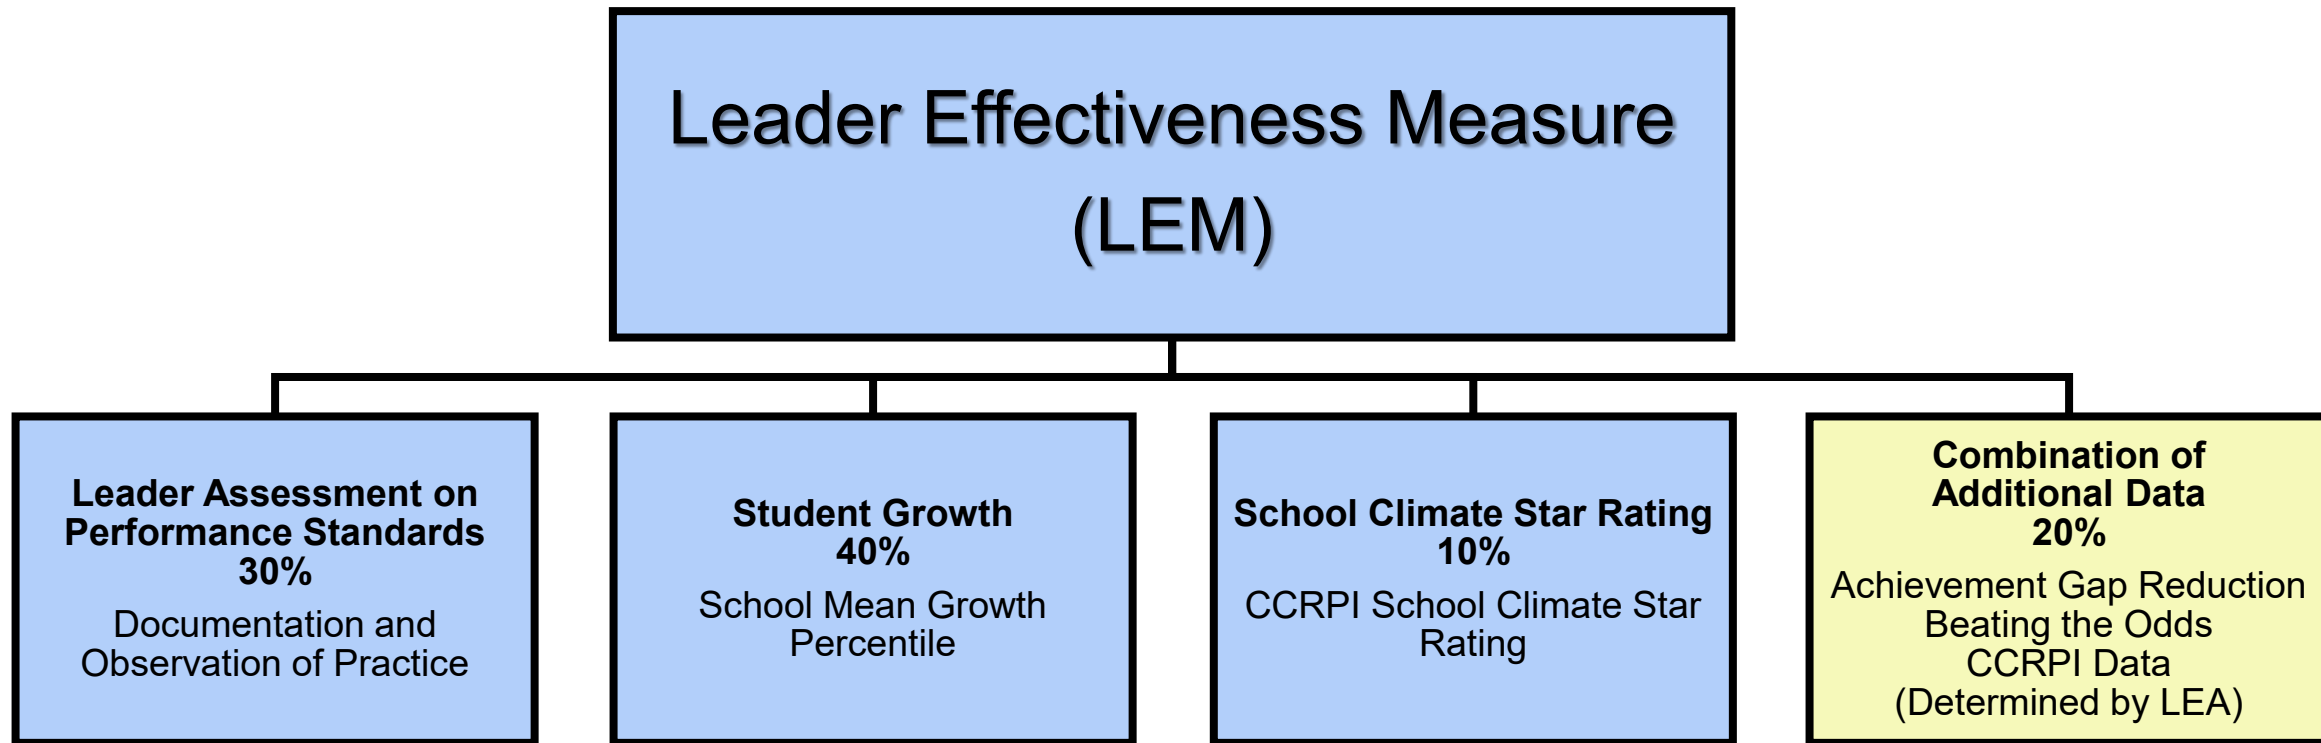 Leader Effectiveness Measure
(LEM)
Leader Assessment on
Performance Standards
30%
Documentation and
Observation of Practice
Student Growth
40%
School Mean Growth
Percentile
School Climate Star Rating
10%
CCRPI School Climate Star
Rating
Combination of
Additional Data
20%
Achievement Gap Reduction
Beating the Odds
CCRPI Data
(Determined by LEA)